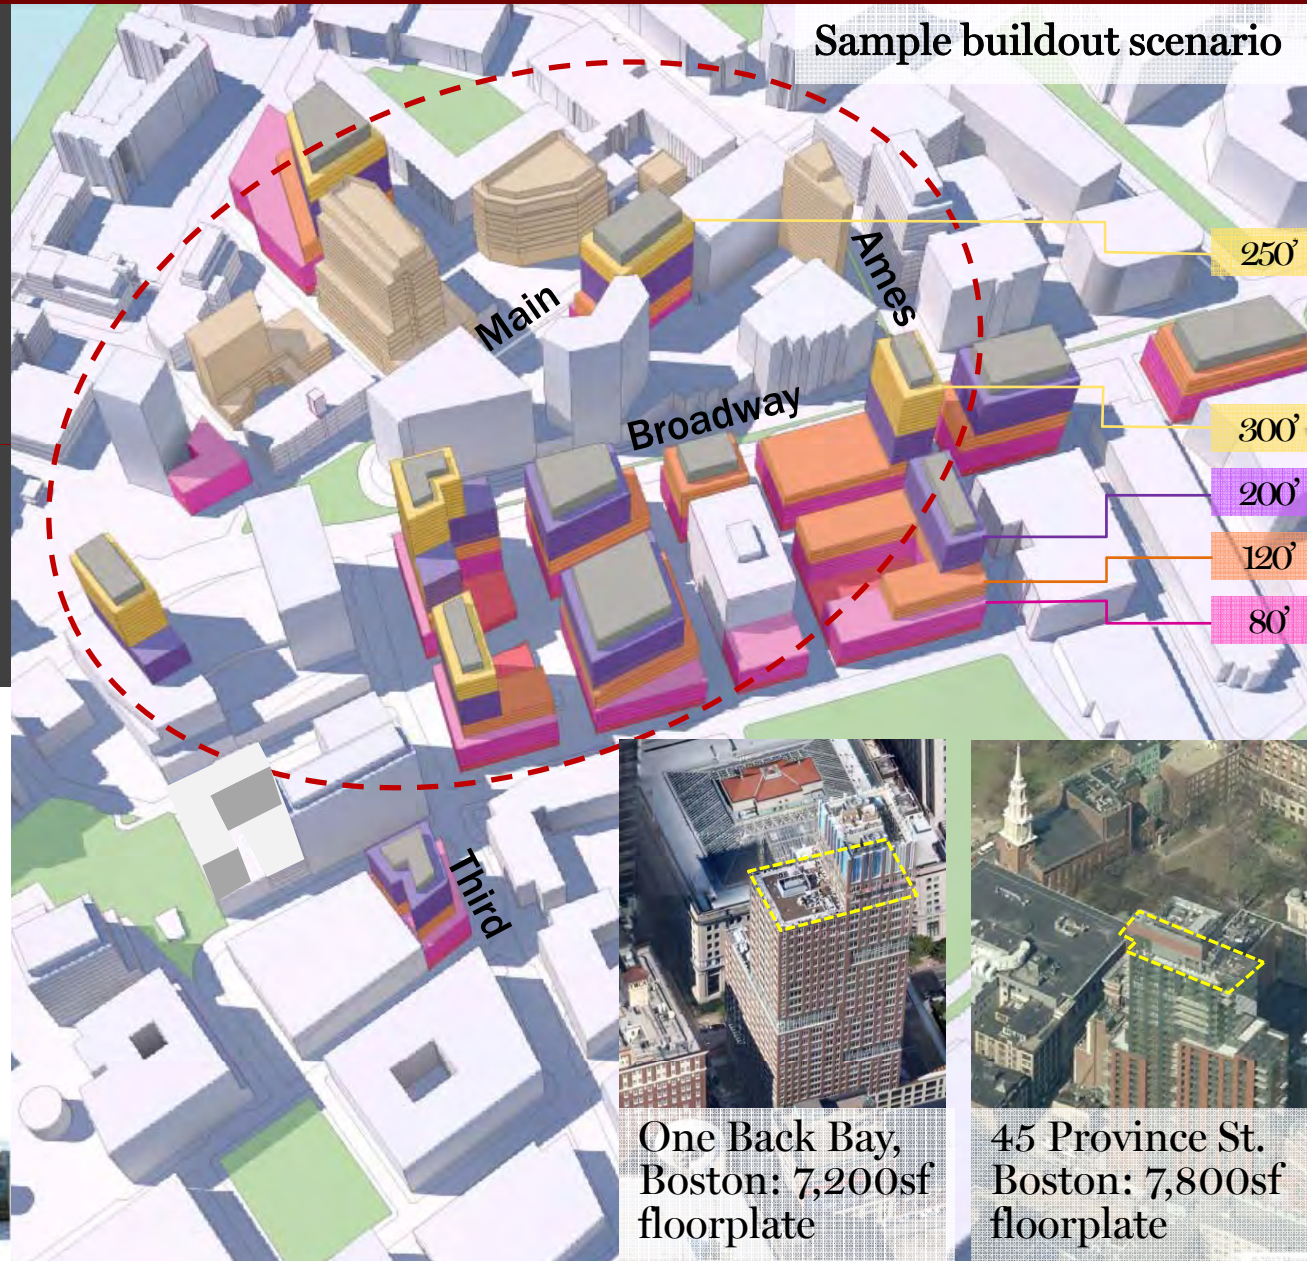 Sample buildout scenario
250’
Ames
Main
Broadway
300’
200’
120’
80’
Third
One Back Bay,
Boston: 7,200sf
floorplate
45 Province St.
Boston: 7,800sf
floorplate